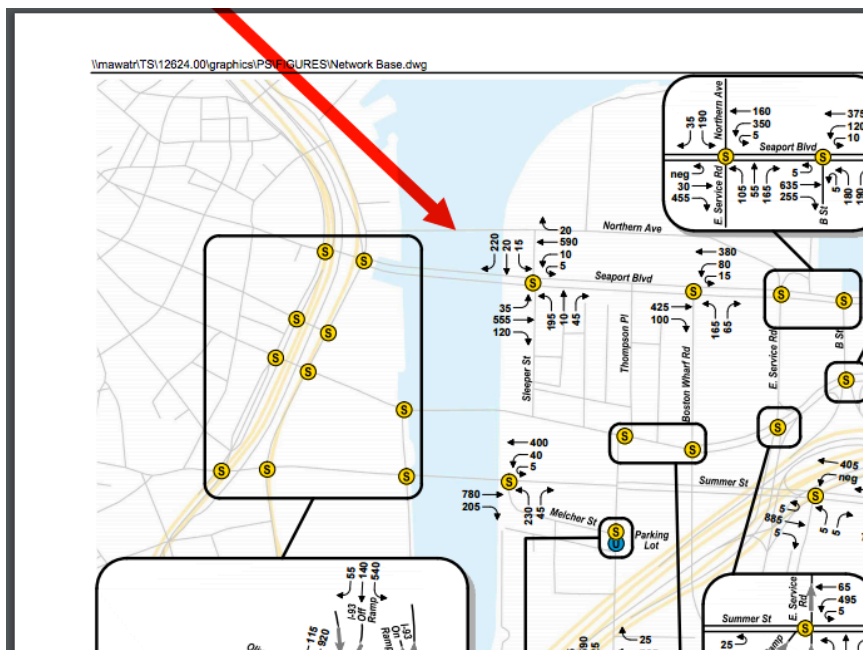 \\mawatr\TS\12624.00\graphics\PS\FIGURES\Network Base.dwg
Northern Ave
35
190
160
350
5
375
120
10
Seaport Blvd
S
S
neg
30
455
E. Service Rd
105
55
165
5
635
255
B St
5
180
190
220
20
15
20
590
10
5
Northern Ave
Seaport Blvd
380
80
15
S
S
S
S
S
S
35
555
120
195
10
45
425
100
165
65
Sleeper St
Thompson Pl
Boston Wharf Rd
E. Service Rd
B St
S
S
S
S
S
S
S
S
S
S
400
40
5
S
S
S
S
780
205
230
45
Summer St
405
neg
S
Melcher St
S
U
Parking
Lot
5
885
5
5
5
55
140
540
I-93
Off
Ramp
I-93
On
115
920
65
495
5
E. Service
Rd
Summer St
S
25
25